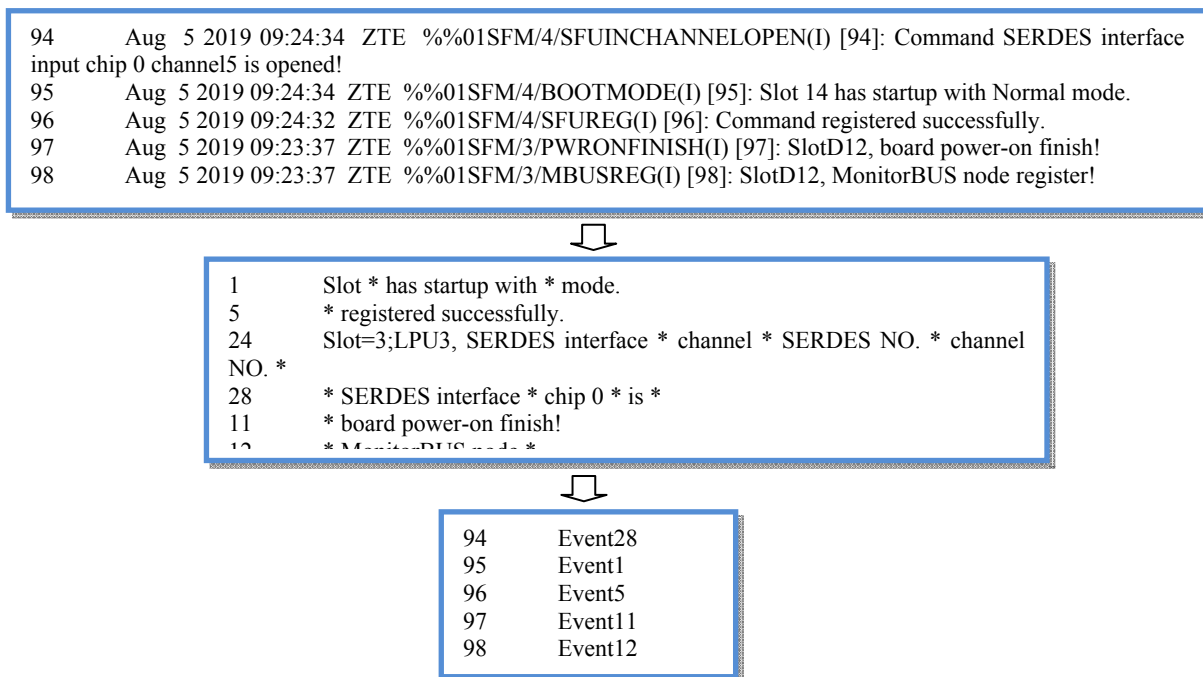 94 Aug 5 2019 09:24:34 ZTE %%01SFM/4/SFUINCHANNELOPEN(I) [94]: Command SERDES interface
input chip 0 channel5 is opened!
95 Aug 5 2019 09:24:34 ZTE %%01SFM/4/BOOTMODE(I) [95]: Slot 14 has startup with Normal mode.
96 Aug 5 2019 09:24:32 ZTE %%01SFM/4/SFUREG(I) [96]: Command registered successfully.
97 Aug 5 2019 09:23:37 ZTE %%01SFM/3/PWRONFINISH(I) [97]: SlotD12, board power-on finish!
98 Aug 5 2019 09:23:37 ZTE %%01SFM/3/MBUSREG(I) [98]: SlotD12, MonitorBUS node register!
1 Slot * has startup with * mode.
5 * registered successfully.
24 Slot=3;LPU3, SERDES interface * channel * SERDES NO. * channel
NO. *
28 * SERDES interface * chip 0 * is *
11 * board power-on finish!
12 * MonitorBUS node *
94 Event28
95 Event1
96 Event5
97 Event11
98 Event12